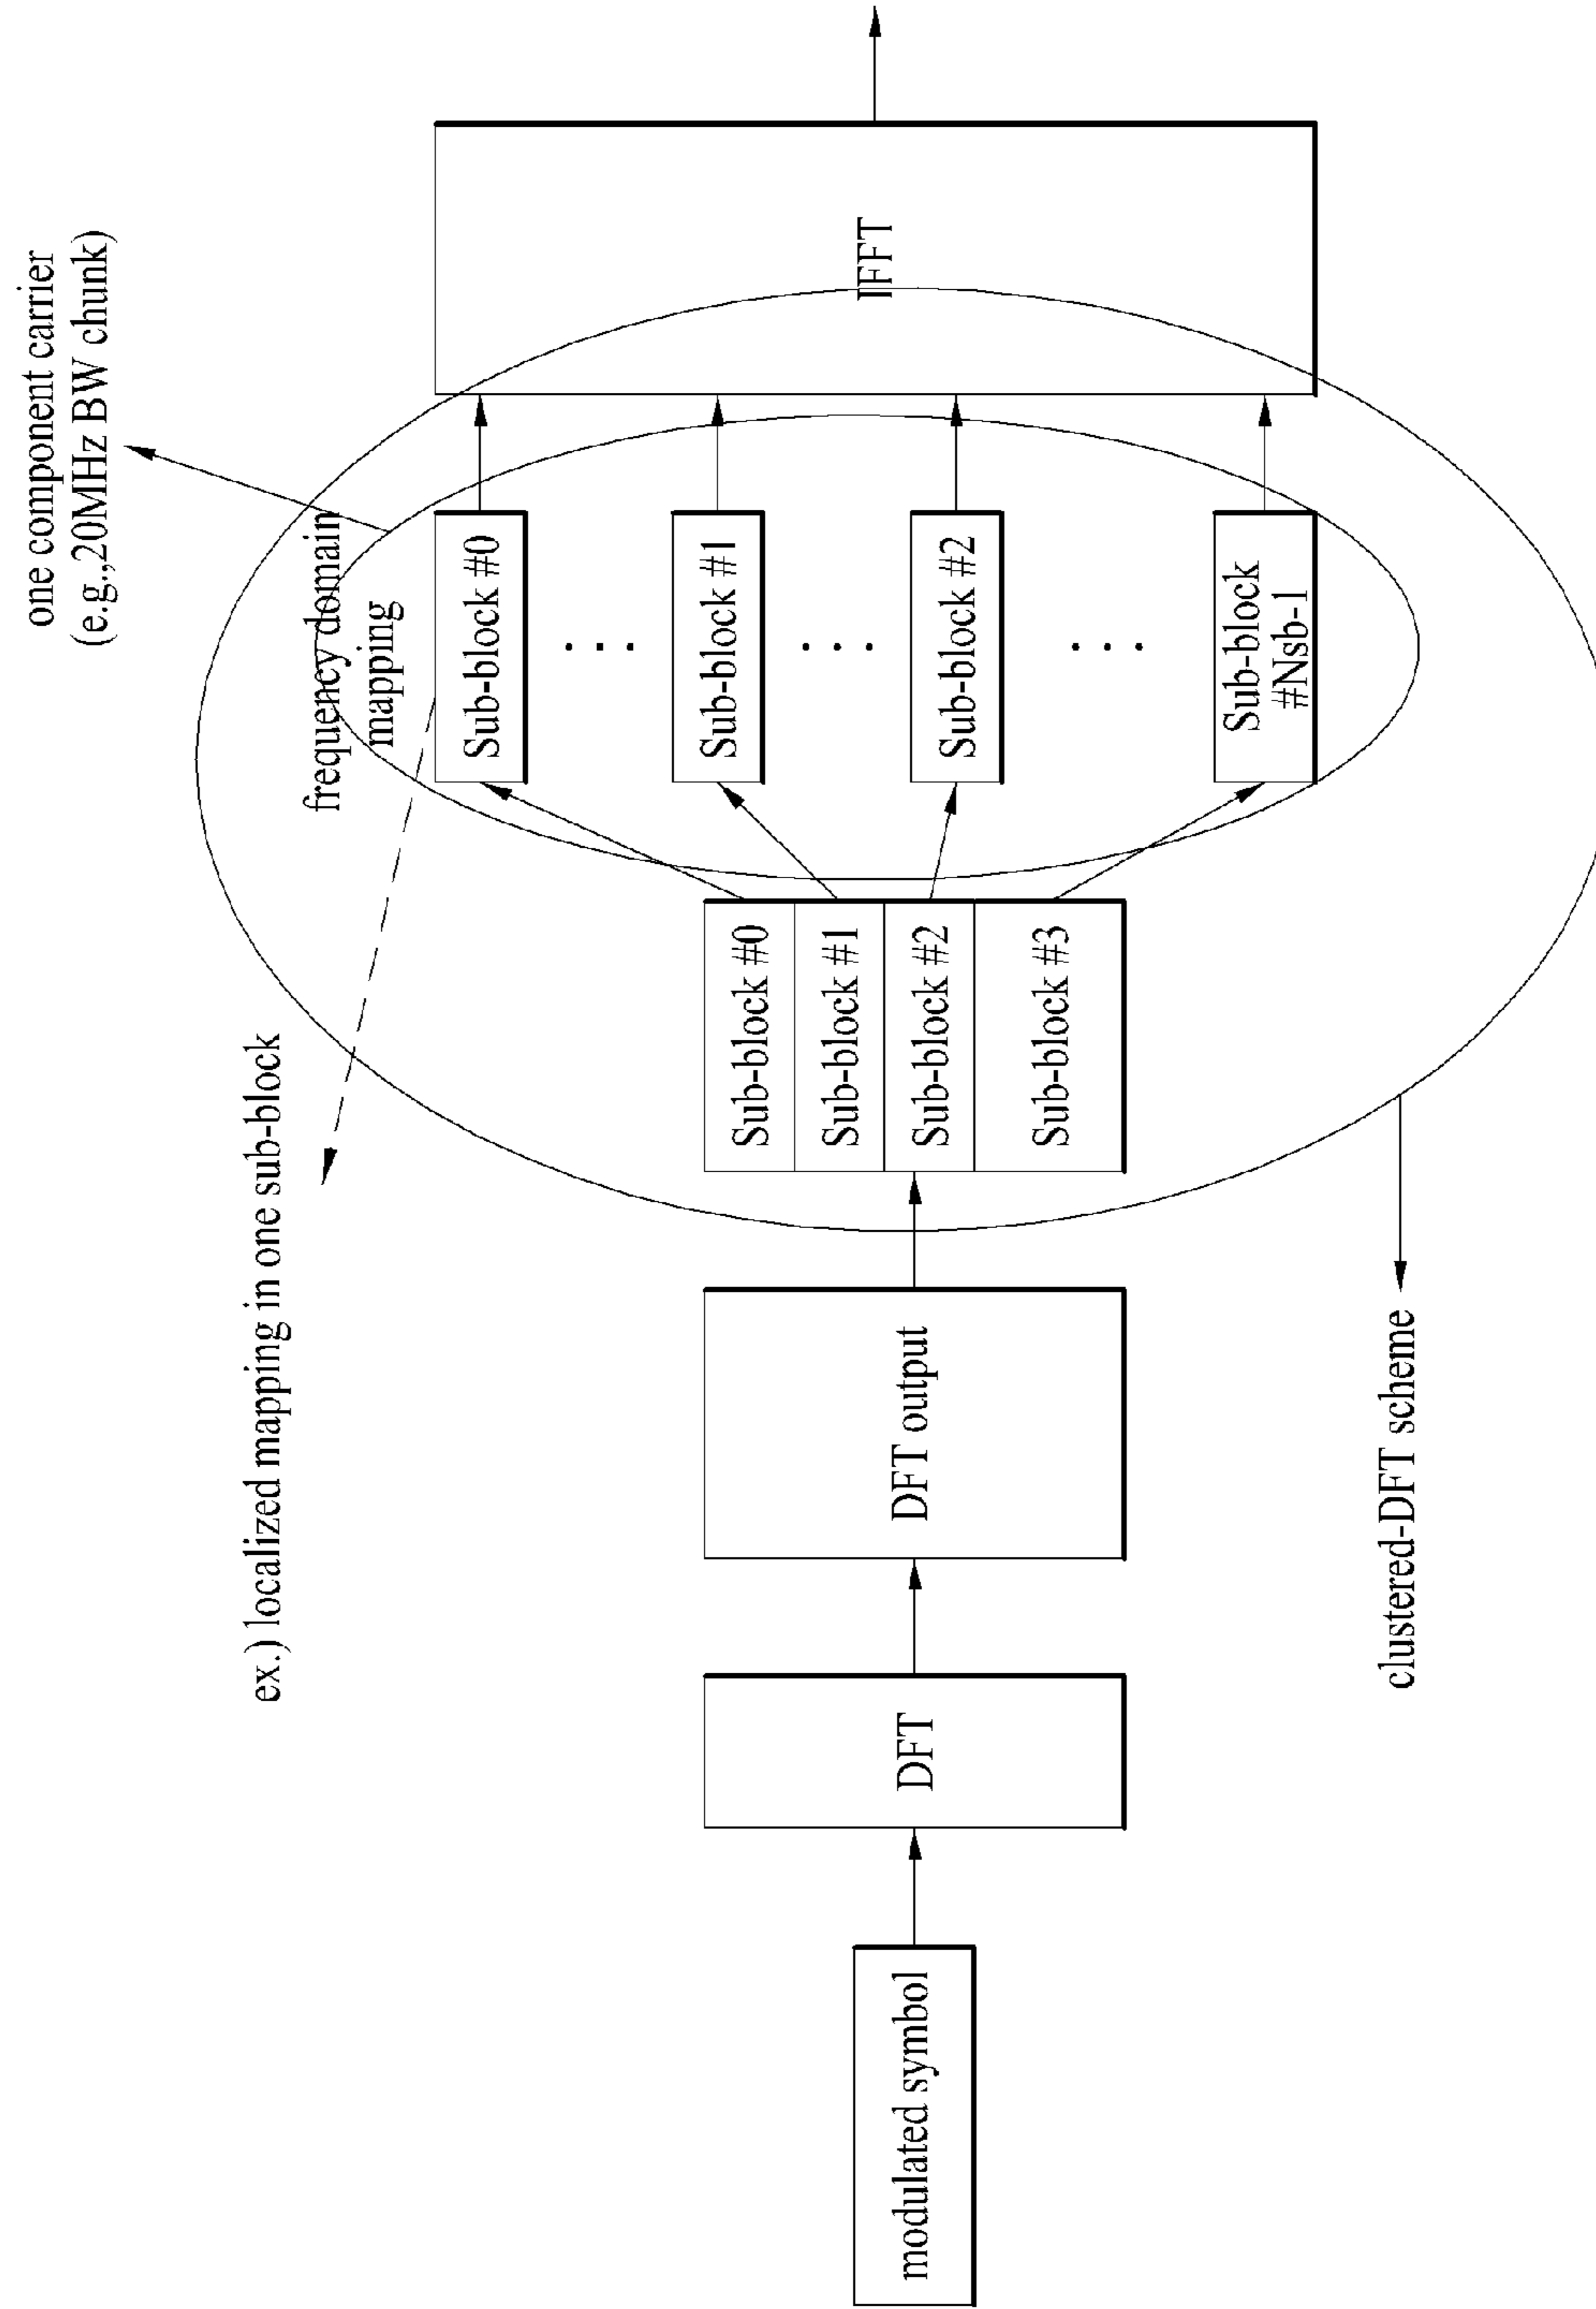 one component carrier
(e.g.,20MHz BW chunk)
ex.) localized mapping in one sub-block
frequency domain
mapping
modulated symbol
DFT
DFT output
Sub-block #0
Sub-block #1
Sub-block #2
Sub-block #3
Sub-block #0
. . .
Sub-block #1
. . .
Sub-block #2
. . .
Sub-block
#Nsb-1
IFFT
clustered-DFT scheme